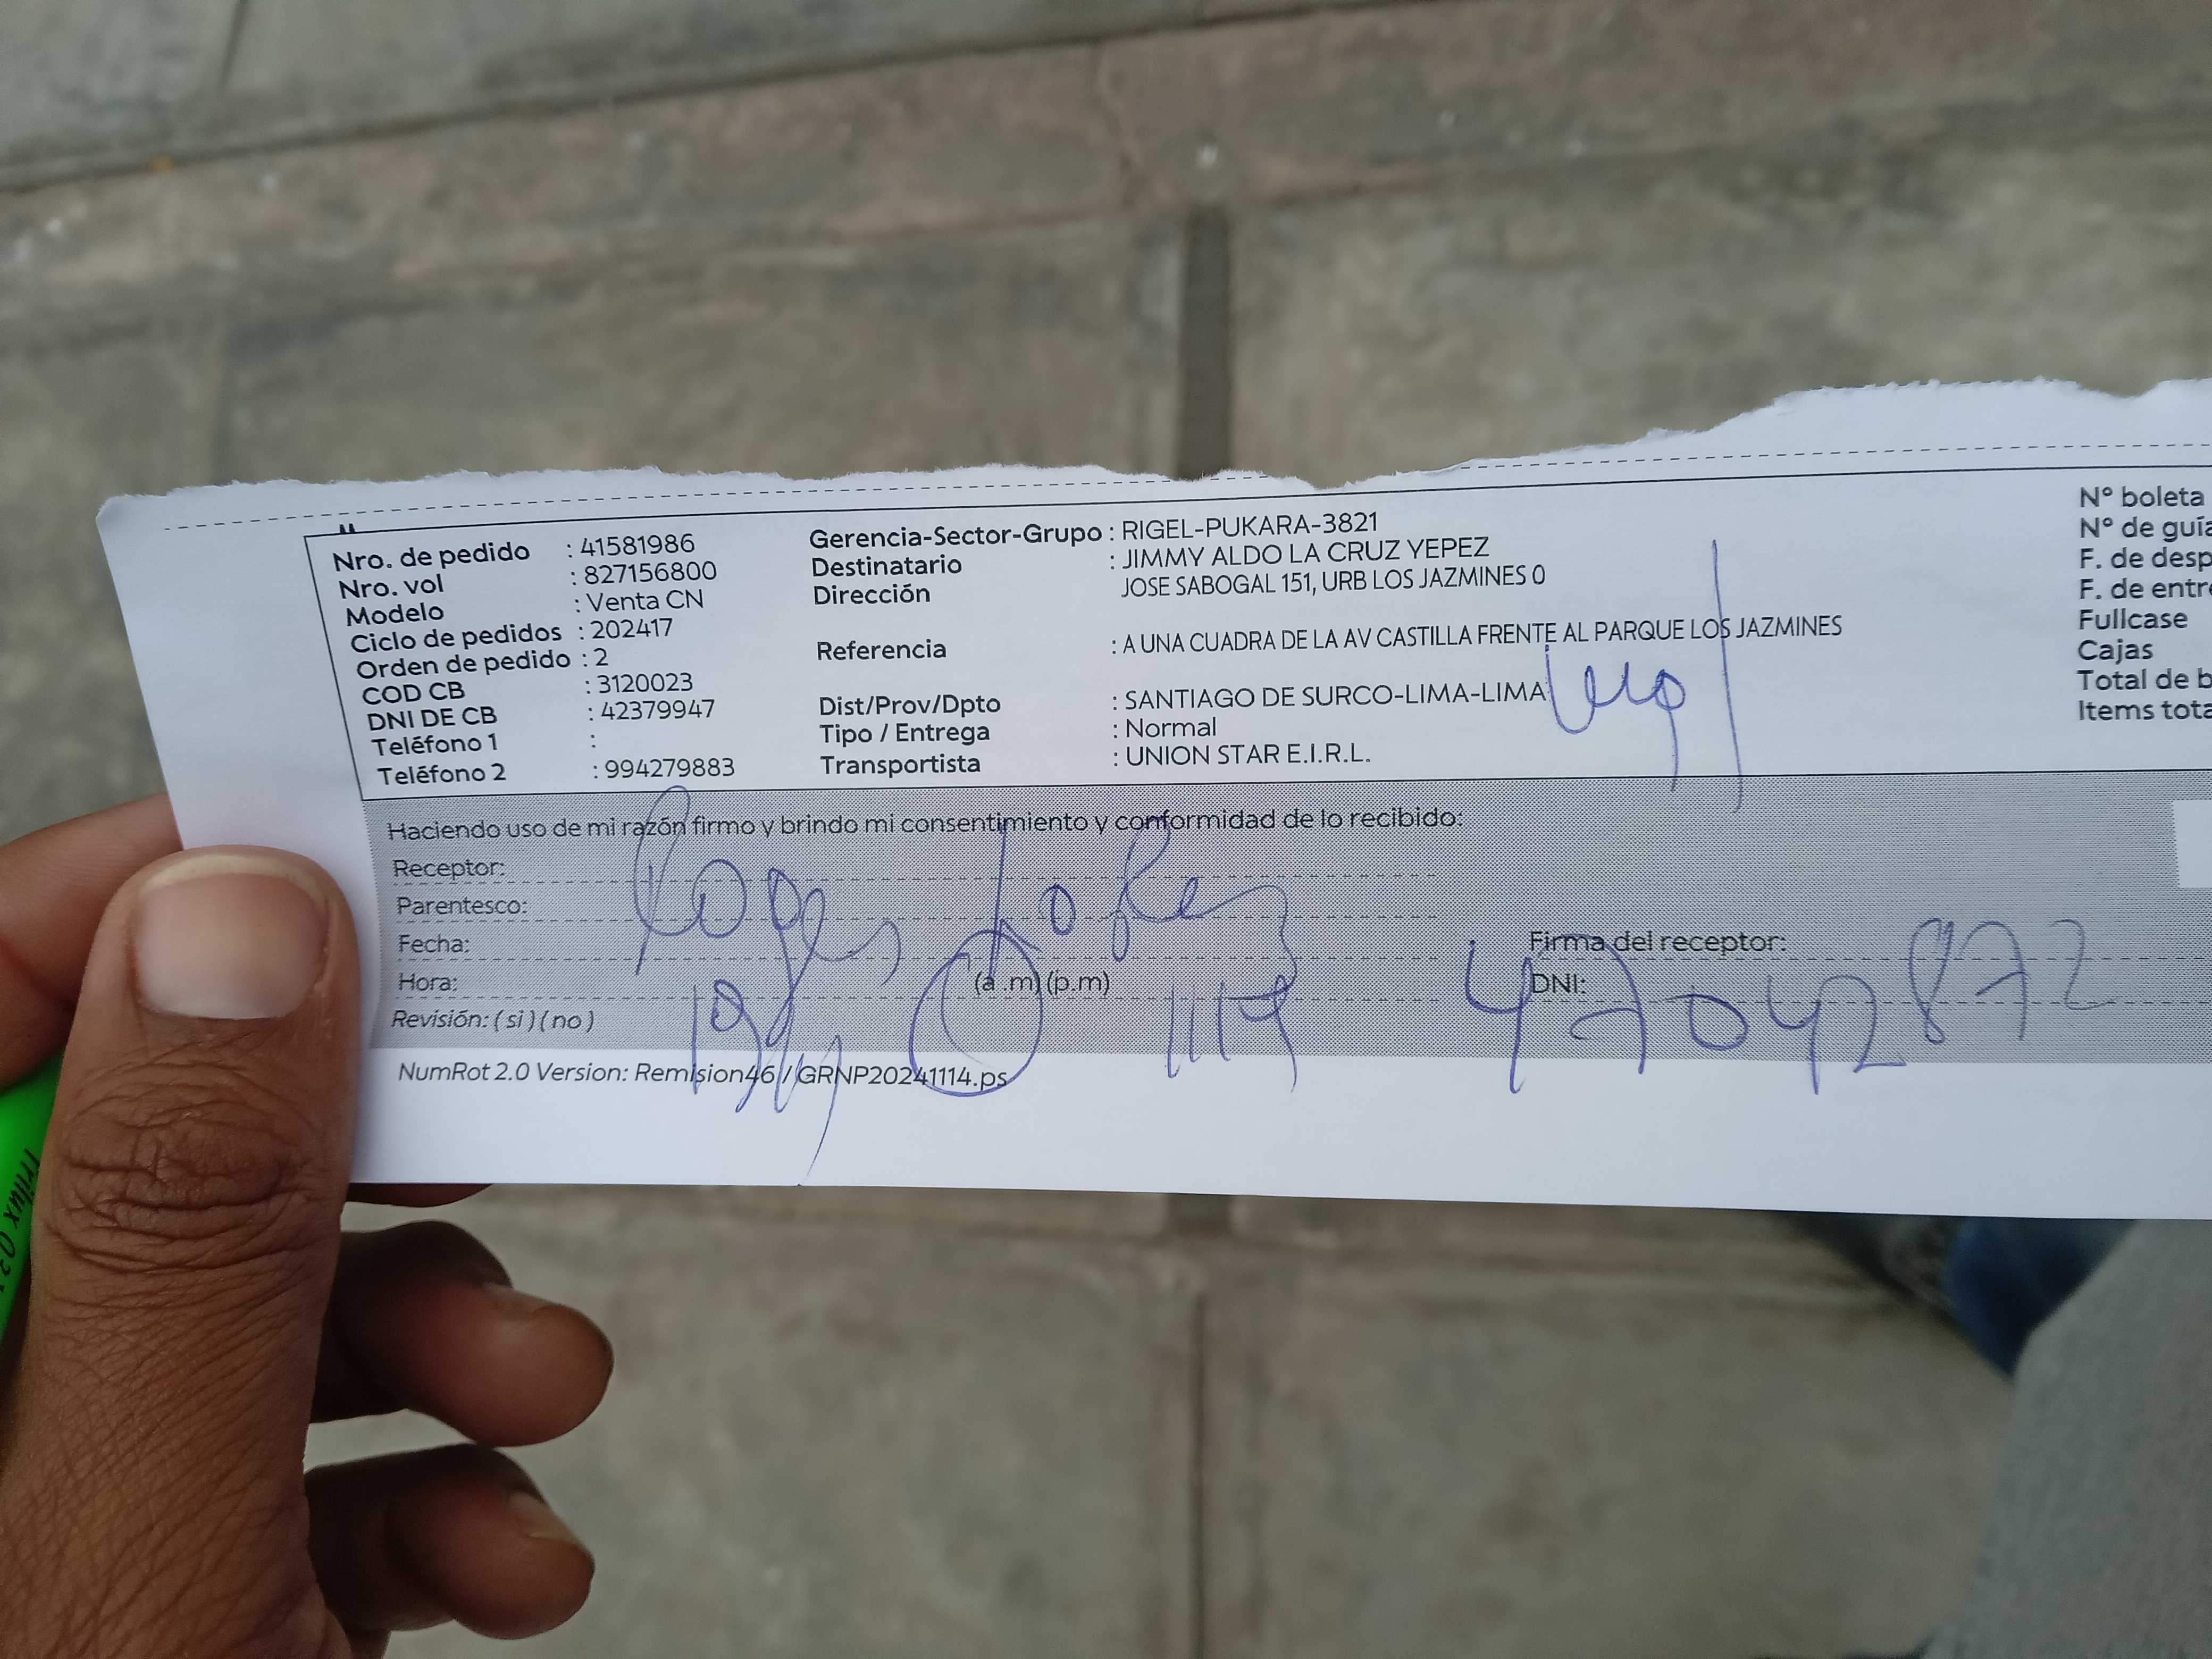 Nro. de pedido : 41581986
Nro. vol : 827156800
Modelo : Venta CN
Ciclo de pedidos : 202417
Orden de pedido : 2
COD CB : 3120023
DNI DE CB : 42379947
Teléfono 1 :
Teléfono 2 : 994279883
Gerencia-Sector-Grupo : RIGEL-PUKARA-3821
Destinatario : JIMMY ALDO LA CRUZ YEPEZ
Dirección JOSE SABOGAL 151, URB LOS JAZMINES 0
Referencia : A UNA CUADRA DE LA AV CASTILLA FRENTE AL PARQUE LOS JAZMINES
Dist/Prov/Dpto : SANTIAGO DE SURCO-LIMA-LIMA
Tipo / Entrega : Normal
Transportista : UNION STAR E.I.R.L.
N° boleta
N° de guía
F. de desp
F. de entre
Fullcase
Cajas
Total de b
Items tota
Haciendo uso de mi razón firmo y brindo mi consentimiento y conformidad de lo recibido:
Receptor:
Parentesco:
Fecha:
Hora: (a .m) (p.m)
Revisión: ( si ) ( no )
Firma del receptor:
DNI: 47042872
NumRot 2.0 Version: Remision46 / GRNP20241114.ps